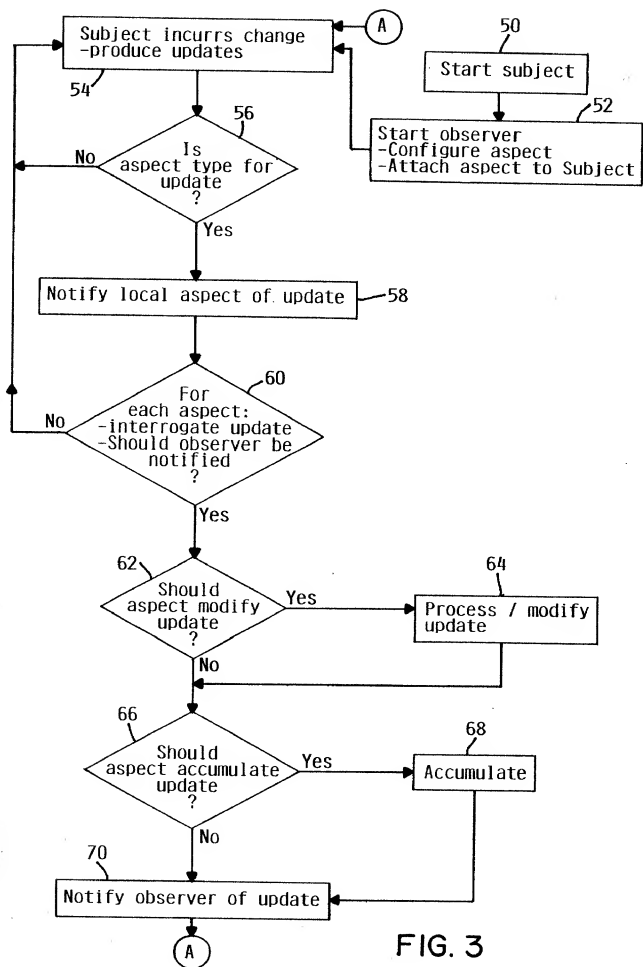 A
50
Start subject
Subject incurrs change
-produce updates
54
52
Start observer
-Configure aspect
-Attach aspect to Subject
56
Is
aspect type for
update
?
No
Yes
Notify local aspect of update
58
60
For
each aspect:
-interrogate update
-Should observer be
notified
?
No
Yes
62
Should
aspect modify
update
?
Yes
No
64
Process / modify
update
66
Should
aspect accumulate
update
?
Yes
No
68
Accumulate
70
Notify observer of update
A
FIG. 3